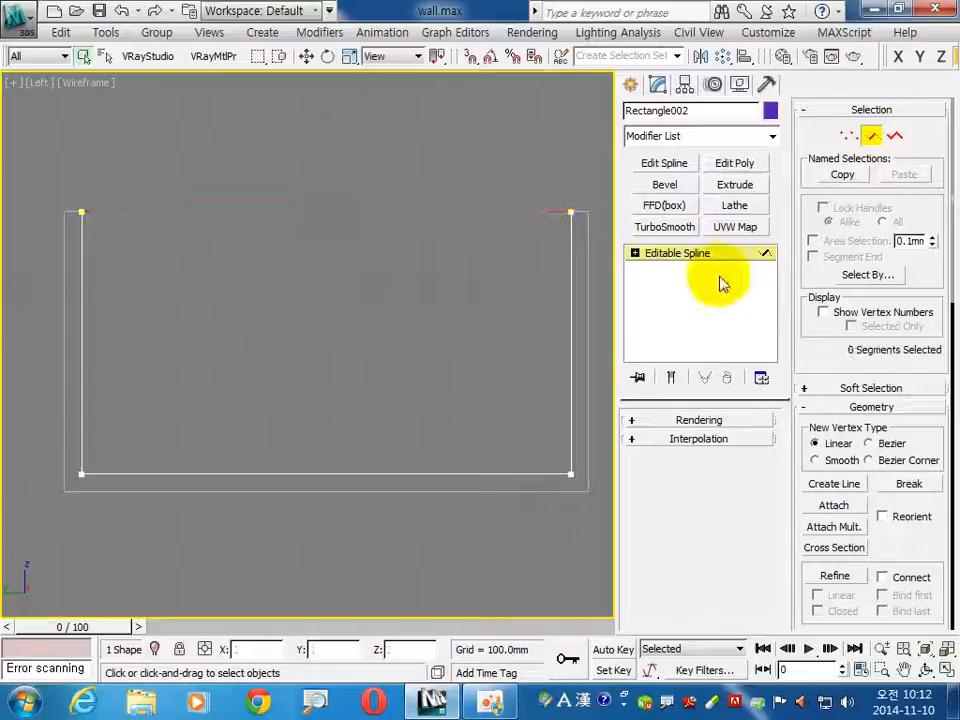 3DS
Workspace: Default
wall.max
Type a keyword or phrase
Edit Tools Group Views Create Modifiers Animation Graph Editors Rendering Lighting Analysis Civil View Customize MAXScript Help
All VRayStudio VRayMtlPr View Create Selection Set X Y Z
[+] [Left] [Wireframe]
Rectangle002
Modifier List
Edit Spline Edit Poly
Bevel Extrude
FFD(box) Lathe
TurboSmooth UVW Map
Editable Spline
+ Rendering
+ Interpolation
- Selection
Named Selections:
Copy Paste
Lock Handles
Alike All
Area Selection: 0.1mm
Segment End
Select By...
Display
Show Vertex Numbers
Selected Only
0 Segments Selected
+ Soft Selection
- Geometry
New Vertex Type
Linear Bezier
Smooth Bezier Corner
Create Line Break
Attach
Reorient
Attach Mult.
Cross Section
Refine Connect
Linear Bind first
Closed Bind last
z
< 0 / 100 >
1 Shape X: Y: Z: Grid = 100.0mm Auto Key Selected
Error scanning Click or click-and-drag to select objects Add Time Tag Set Key Key Filters... 0
A 漢
오전 10:12
2014-11-10